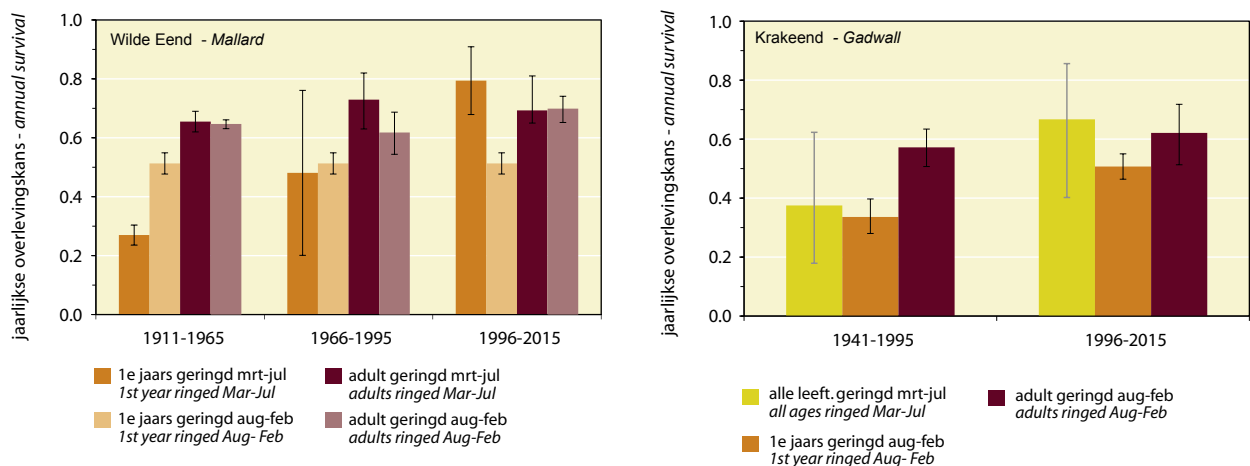 jaarlijkse overlevingskans - annual survival
Wilde Eend - Mallard
1.0
0.8
0.6
0.4
0.2
0.0
1911-1965
1966-1995
1996-2015
1e jaars geringd mrt-jul
1st year ringed Mar-Jul
adult geringd mrt-jul
adults ringed Mar-Jul
1e jaars geringd aug-feb
1st year ringed Aug- Feb
adult geringd aug-feb
adults ringed Aug-Feb
jaarlijkse overlevingskans - annual survival
Krakeend - Gadwall
1.0
0.8
0.6
0.4
0.2
0.0
1941-1995
1996-2015
alle leeft. geringd mrt-jul
all ages ringed Mar-Jul
adult geringd aug-feb
adults ringed Aug-Feb
1e jaars geringd aug-feb
1st year ringed Aug- Feb